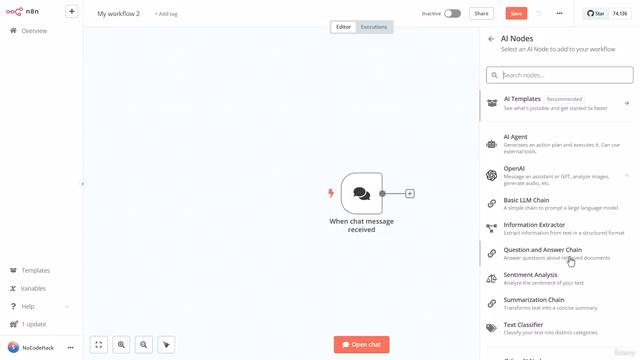 n8n
+
My workflow 2
+ Add tag
Inactive
Share
Save
Star
74,136
Overview
Editor
Executions
AI Nodes
Select an AI Node to add to your workflow
Search nodes...
AI Templates Recommended
See what's possible and get started 5x faster
AI Agent
Generates an action plan and executes it. Can use
external tools.
OpenAI
Message an assistant or GPT, analyze images,
generate audio, etc.
Basic LLM Chain
A simple chain to prompt a large language model
Information Extractor
Extract information from text in a structured format
Question and Answer Chain
Answer questions about retrieved documents
Sentiment Analysis
Analyze the sentiment of your text
Summarization Chain
Transforms text into a concise summary
Text Classifier
Classify your text into distinct categories
When chat message
received
Templates
Variables
Help
1 update
NoCodeHack
Open chat